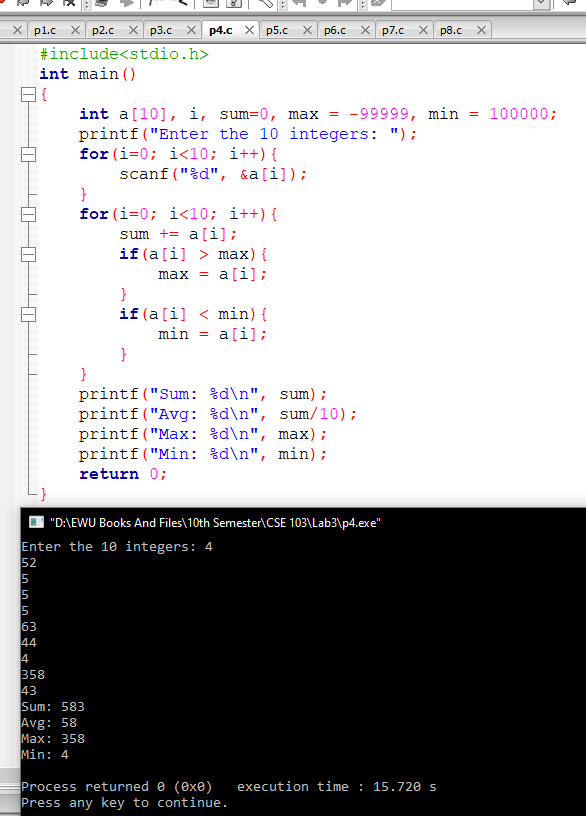 p1.c p2.c p3.c p4.c p5.c p6.c p7.c p8.c
#include<stdio.h>
int main()
{
    int a[10], i, sum=0, max = -99999, min = 100000;
    printf("Enter the 10 integers: ");
    for(i=0; i<10; i++){
        scanf("%d", &a[i]);
    }
    for(i=0; i<10; i++){
        sum += a[i];
        if(a[i] > max){
            max = a[i];
        }
        if(a[i] < min){
            min = a[i];
        }
    }
    printf("Sum: %d\n", sum);
    printf("Avg: %d\n", sum/10);
    printf("Max: %d\n", max);
    printf("Min: %d\n", min);
    return 0;
}
"D:\EWU Books And Files\10th Semester\CSE 103\Lab3\p4.exe"
Enter the 10 integers: 4
52
5
5
5
63
44
4
358
43
Sum: 583
Avg: 58
Max: 358
Min: 4
Process returned 0 (0x0)   execution time : 15.720 s
Press any key to continue.